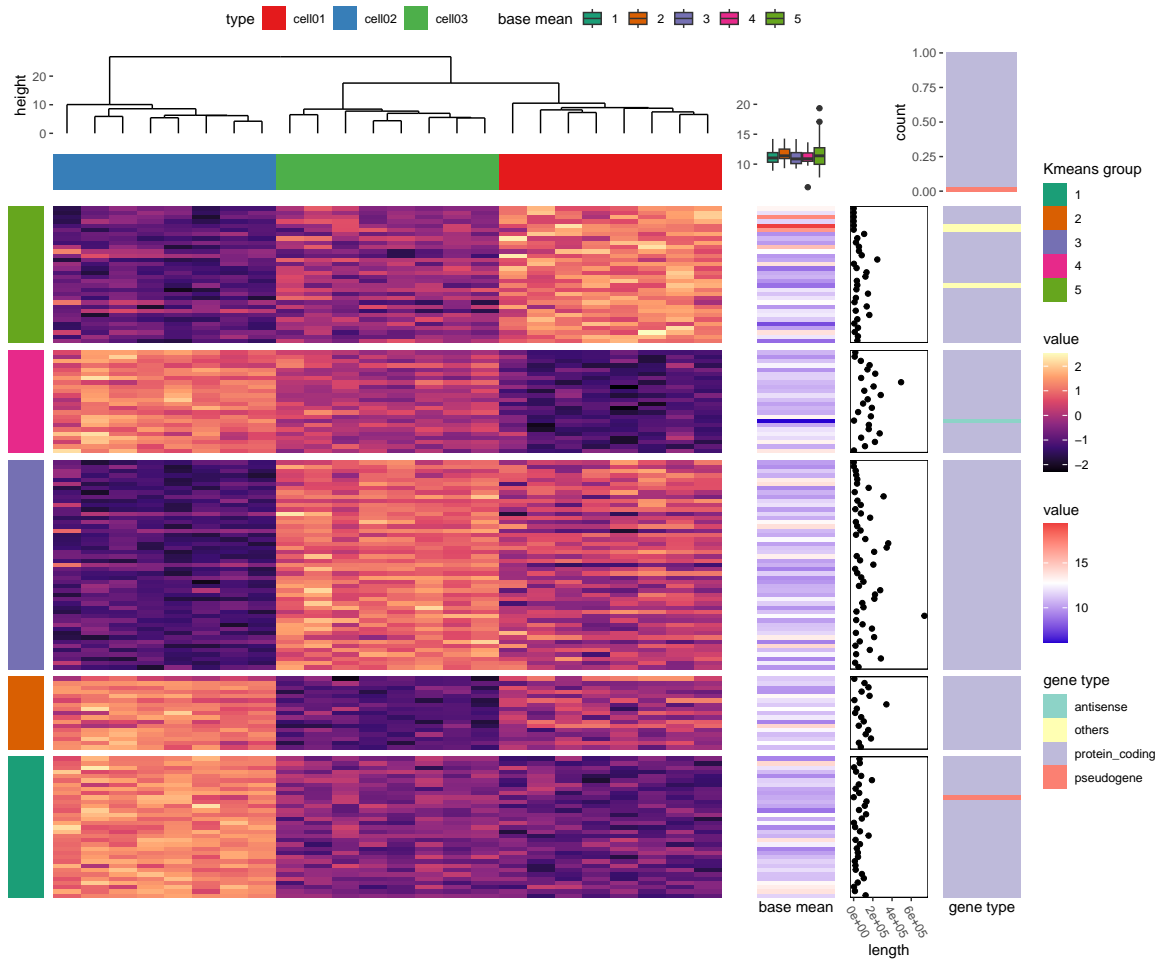 type cell01 cell02 cell03 base mean 1 2 3 4 5
height
20
10
0
20
15
10
count
1.00
0.75
0.50
0.25
0.00
Kmeans group
1
2
3
4
5
value
2
1
0
−1
−2
value
15
10
gene type
antisense
others
protein_coding
pseudogene
base mean
0e+00
2e+05
4e+05
6e+05
length
gene type